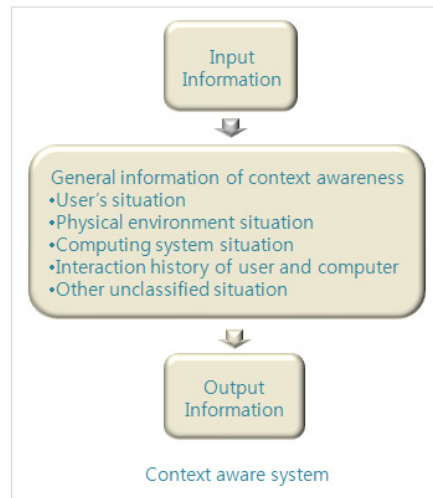 Input
Information
General information of context awareness
•User's situation
•Physical environment situation
•Computing system situation
•Interaction history of user and computer
•Other unclassified situation
Output
Information
Context aware system